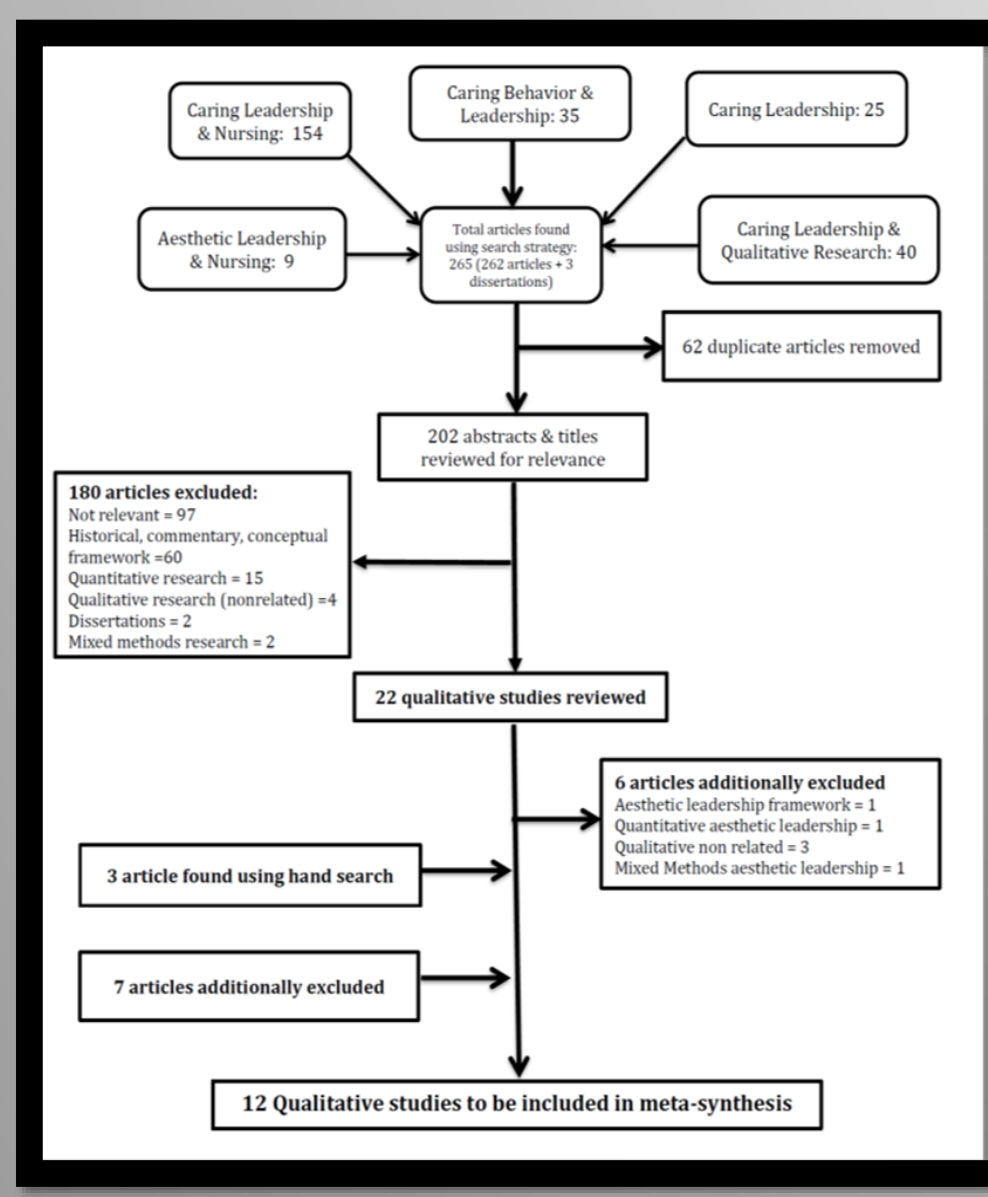 Caring Leadership
& Nursing:  154
Caring Behavior &
Leadership: 35
Caring Leadership: 25
Aesthetic Leadership
& Nursing: 9
Total articles found
using search strategy:
265 (262 articles + 3
dissertations)
Caring Leadership &
Qualitative Research: 40
62 duplicate articles removed
202 abstracts & titles
reviewed for relevance
180 articles excluded:
Not relevant = 97
Historical, commentary, conceptual
framework =60
Quantitative research = 15
Qualitative research (nonrelated) =4
Dissertations = 2
Mixed methods research = 2
22 qualitative studies reviewed
6 articles additionally excluded
Aesthetic leadership framework = 1
Quantitative aesthetic leadership = 1
Qualitative non related = 3
Mixed Methods aesthetic leadership = 1
3 article found using hand search
7 articles additionally excluded
12 Qualitative studies to be included in meta-synthesis